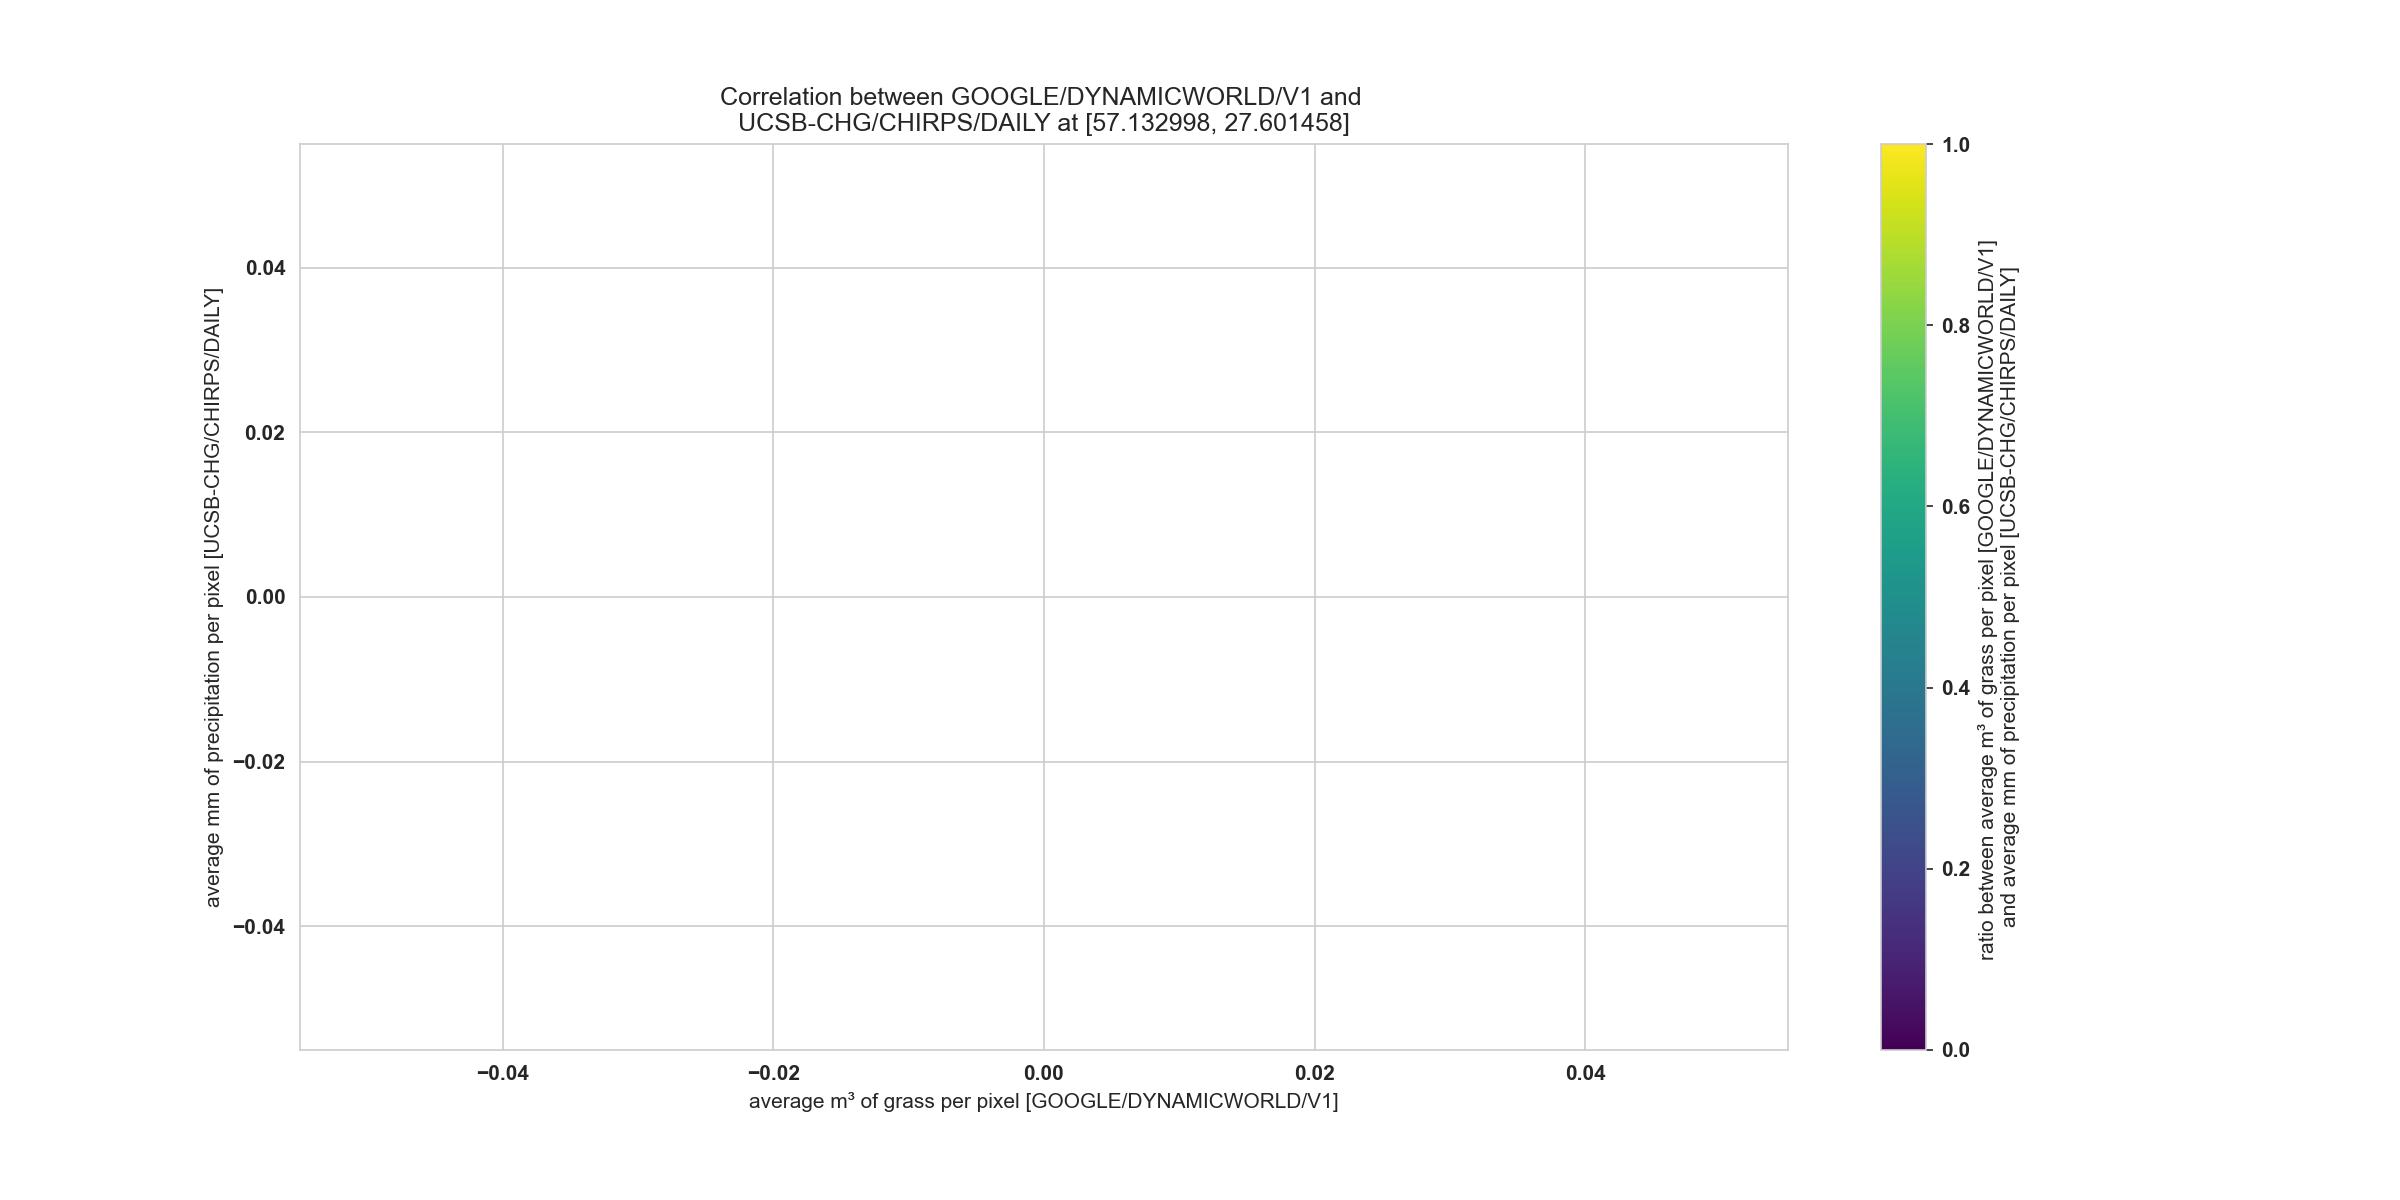 Correlation between GOOGLE/DYNAMICWORLD/V1 and
UCSB-CHG/CHIRPS/DAILY at [57.132998, 27.601458]
average mm of precipitation per pixel [UCSB-CHG/CHIRPS/DAILY]
0.04
0.02
0.00
−0.02
−0.04
−0.04
−0.02
0.00
0.02
0.04
average m³ of grass per pixel [GOOGLE/DYNAMICWORLD/V1]
1.0
0.8
0.6
0.4
0.2
0.0
ratio between average m³ of grass per pixel [GOOGLE/DYNAMICWORLD/V1]
and average mm of precipitation per pixel [UCSB-CHG/CHIRPS/DAILY]